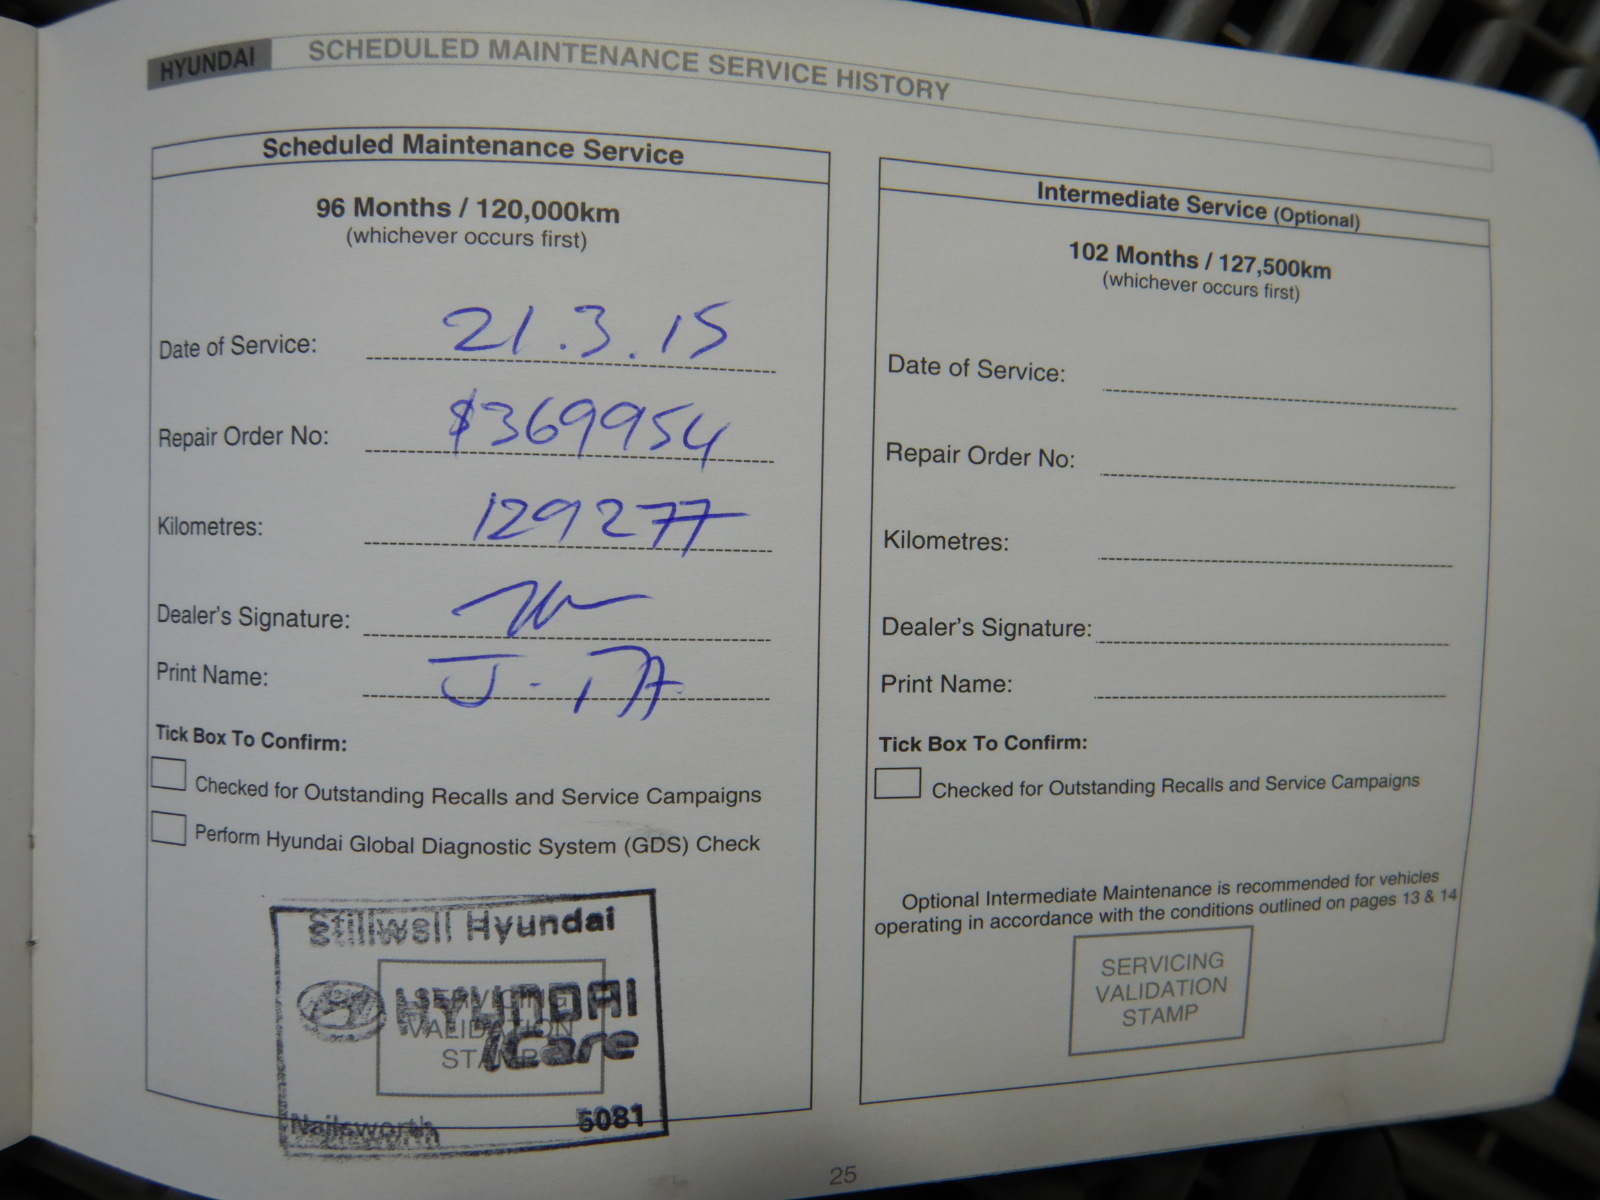 HYUNDAI SCHEDULED MAINTENANCE SERVICE HISTORY
Scheduled Maintenance Service
96 Months / 120,000km
(whichever occurs first)
Date of Service: 21.3.15
Repair Order No: $369954
Kilometres: 129277
Dealer's Signature:
Print Name: J.
Tick Box To Confirm:
Checked for Outstanding Recalls and Service Campaigns
Perform Hyundai Global Diagnostic System (GDS) Check
Stillwell Hyundai
HYUNDAI
iCare
SERVICING
VALIDATION
STAMP
Nailsworth 5081
Intermediate Service (Optional)
102 Months / 127,500km
(whichever occurs first)
Date of Service:
Repair Order No:
Kilometres:
Dealer's Signature:
Print Name:
Tick Box To Confirm:
Checked for Outstanding Recalls and Service Campaigns
Optional Intermediate Maintenance is recommended for vehicles
operating in accordance with the conditions outlined on pages 13 & 14
SERVICING
VALIDATION
STAMP
25